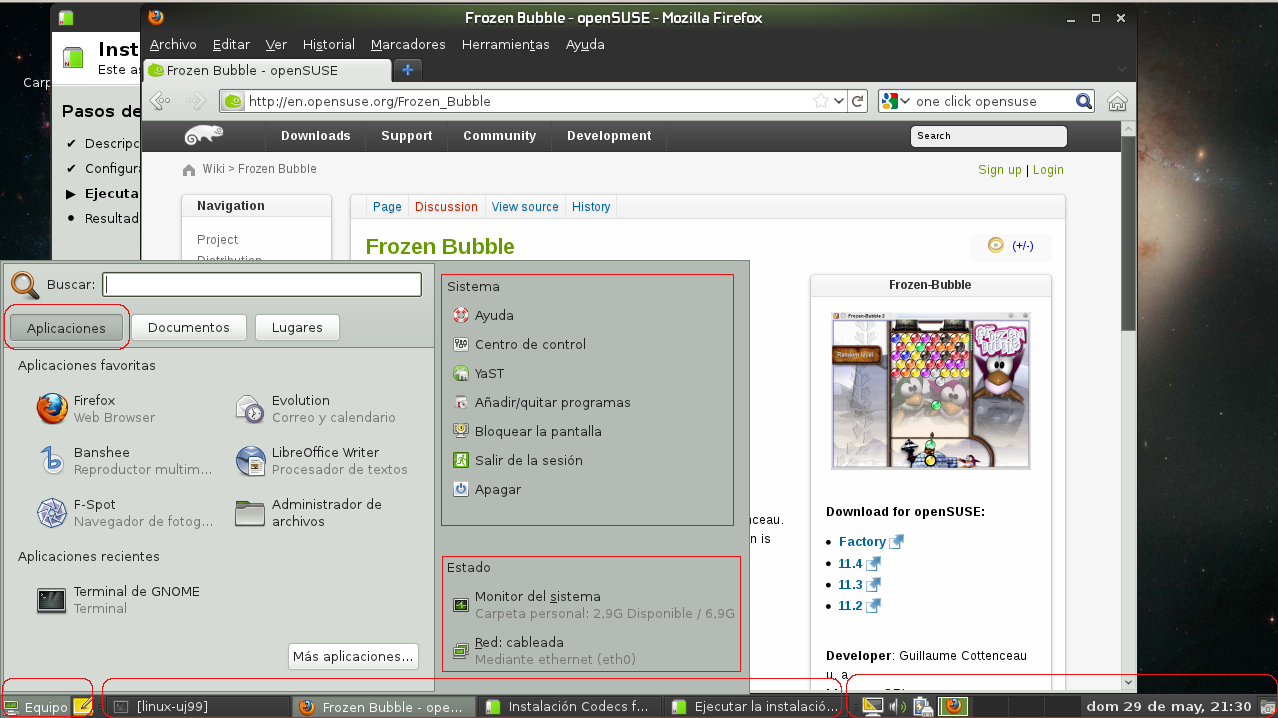 Frozen Bubble - openSUSE - Mozilla Firefox
Archivo Editar Ver Historial Marcadores Herramientas Ayuda
Frozen Bubble - openSUSE
http://en.opensuse.org/Frozen_Bubble
one click opensuse
Downloads Support Community Development
Search
Wiki > Frozen Bubble
Sign up | Login
Navigation
Project
Distribution
Page Discussion View source History
Frozen Bubble
(+/-)
Frozen-Bubble
Frozen-Bubble 2
Random level
FROZEN BUBBLE
Download for openSUSE:
Factory
11.4
11.3
11.2
Developer: Guillaume Cottenceau
u, a
Carp
Inst
Este as
Pasos de
Descripc
Configura
Ejecuta
Resultad
nceau.
n is
Buscar:
Aplicaciones Documentos Lugares
Aplicaciones favoritas
Firefox
Web Browser
Evolution
Correo y calendario
Banshee
Reproductor multim...
LibreOffice Writer
Procesador de textos
F-Spot
Navegador de fotog...
Administrador de
archivos
Aplicaciones recientes
Terminal de GNOME
Terminal
Más aplicaciones...
Sistema
Ayuda
Centro de control
YaST
Añadir/quitar programas
Bloquear la pantalla
Salir de la sesión
Apagar
Estado
Monitor del sistema
Carpeta personal: 2,9G Disponible / 6,9G
Red: cableada
Mediante ethernet (eth0)
Equipo
[linux-uj99]
Frozen Bubble - ope...
Instalación Codecs f...
Ejecutar la instalació...
dom 29 de may, 21:30